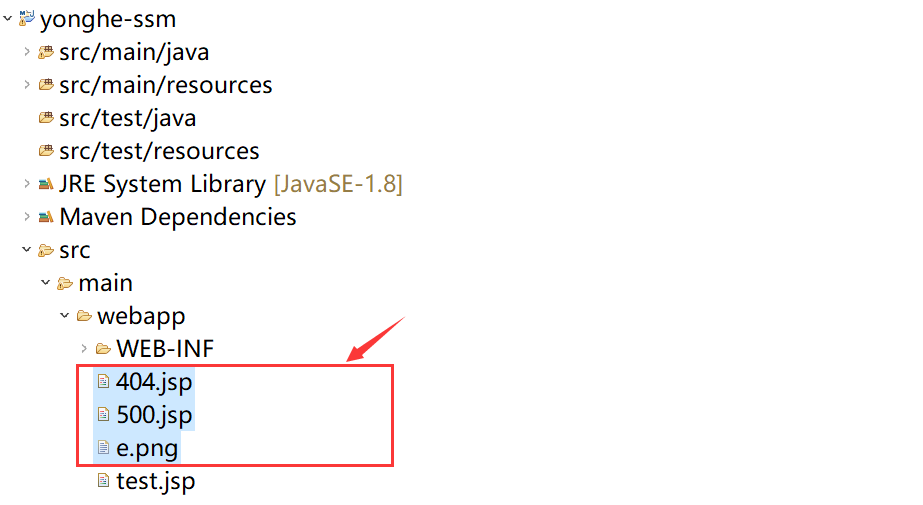 yonghe-ssm
src/main/java
src/main/resources
src/test/java
src/test/resources
JRE System Library [JavaSE-1.8]
Maven Dependencies
src
main
webapp
WEB-INF
404.jsp
500.jsp
e.png
test.jsp